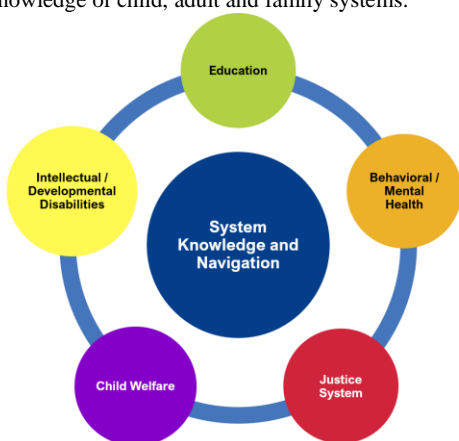 nowledge of child, adult and family systems.
Education
Intellectual /
Developmental
Disabilities
Behavioral /
Mental
Health
System
Knowledge and
Navigation
Child Welfare
Justice
System